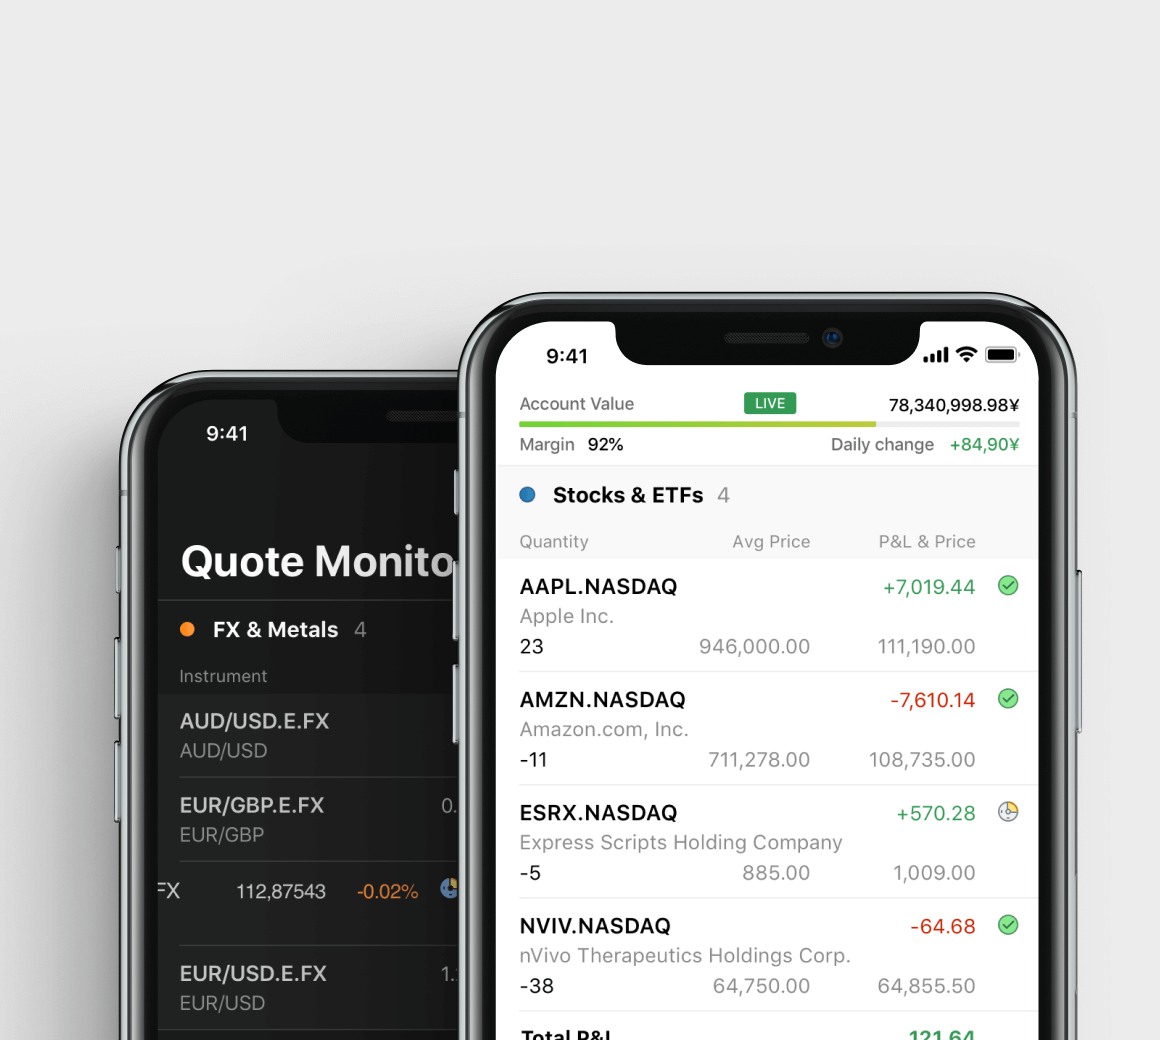 9:41
Quote Monito
FX & Metals 4
Instrument
AUD/USD.E.FX
AUD/USD
EUR/GBP.E.FX 0.
EUR/GBP
FX 112,87543 -0.02%
EUR/USD.E.FX 1.
EUR/USD
9:41
Account Value LIVE 78,340,998.98¥
Margin 92% Daily change +84,90¥
Stocks & ETFs 4
Quantity Avg Price P&L & Price
AAPL.NASDAQ +7,019.44
Apple Inc.
23 946,000.00 111,190.00
AMZN.NASDAQ -7,610.14
Amazon.com, Inc.
-11 711,278.00 108,735.00
ESRX.NASDAQ +570.28
Express Scripts Holding Company
-5 885.00 1,009.00
NVIV.NASDAQ -64.68
nVivo Therapeutics Holdings Corp.
-38 64,750.00 64,855.50
Total P&L 121.64